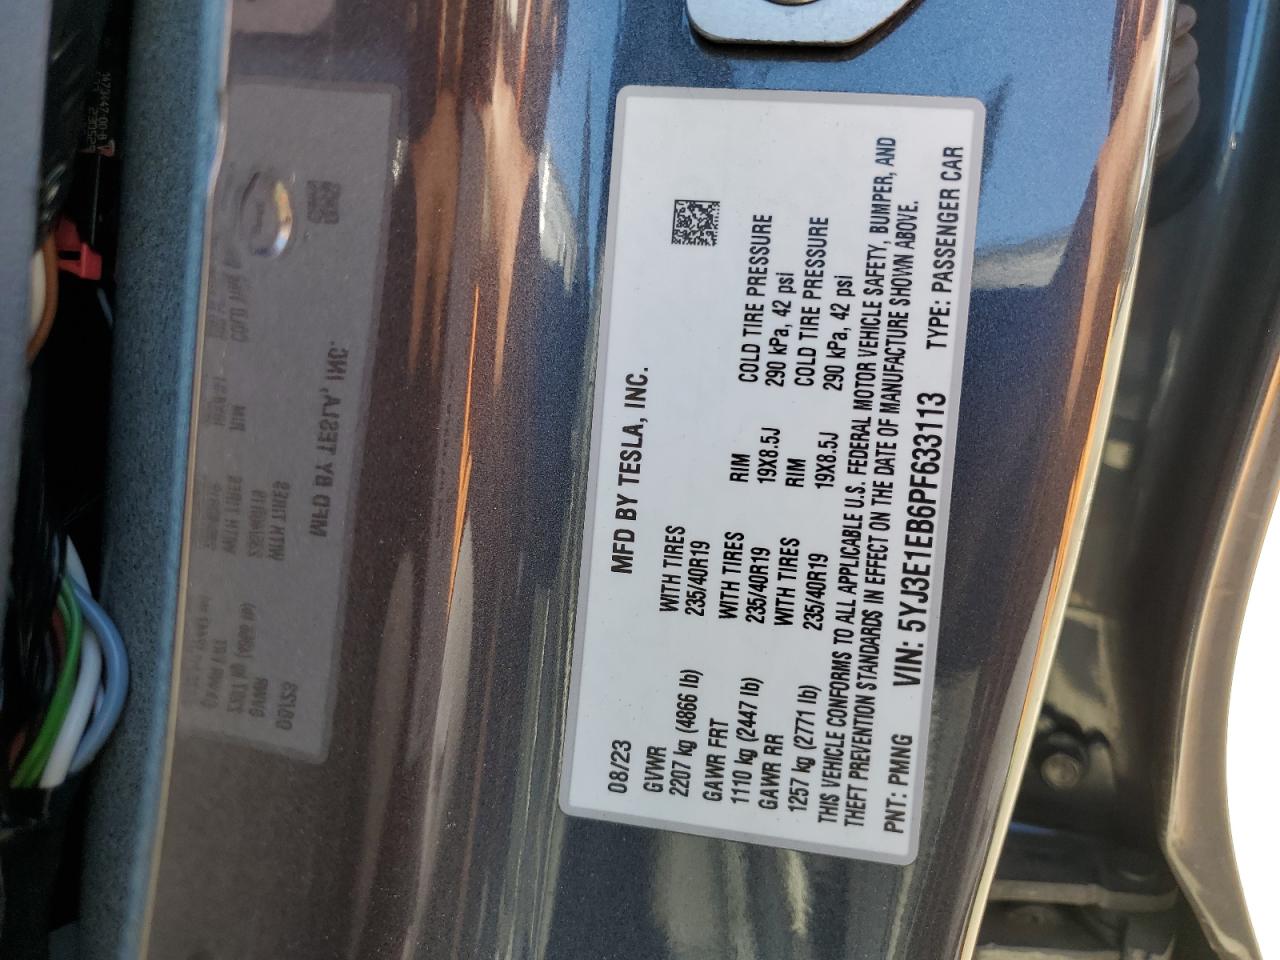 MFD BY TESLA, INC.
08/23
GVWR
2207 kg (4866 lb)
GAWR FRT WITH TIRES RIM COLD TIRE PRESSURE
1110 kg (2447 lb) 235/40R19 19X8.5J 290 kPa, 42 psi
GAWR RR WITH TIRES RIM COLD TIRE PRESSURE
1257 kg (2771 lb) 235/40R19 19X8.5J 290 kPa, 42 psi
WITH TIRES
235/40R19
THIS VEHICLE CONFORMS TO ALL APPLICABLE U.S. FEDERAL MOTOR VEHICLE SAFETY, BUMPER, AND
THEFT PREVENTION STANDARDS IN EFFECT ON THE DATE OF MANUFACTURE SHOWN ABOVE.
PNT: PMNG VIN: 5YJ3E1EB6PF633113 TYPE: PASSENGER CAR